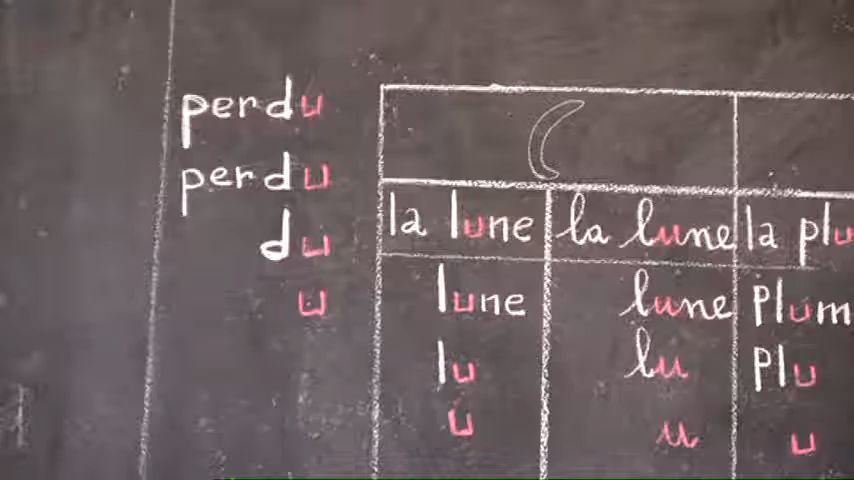 perdu
perdu
du
u
la lune la lune la plu
lune lune plum
lu lu plu
u u u